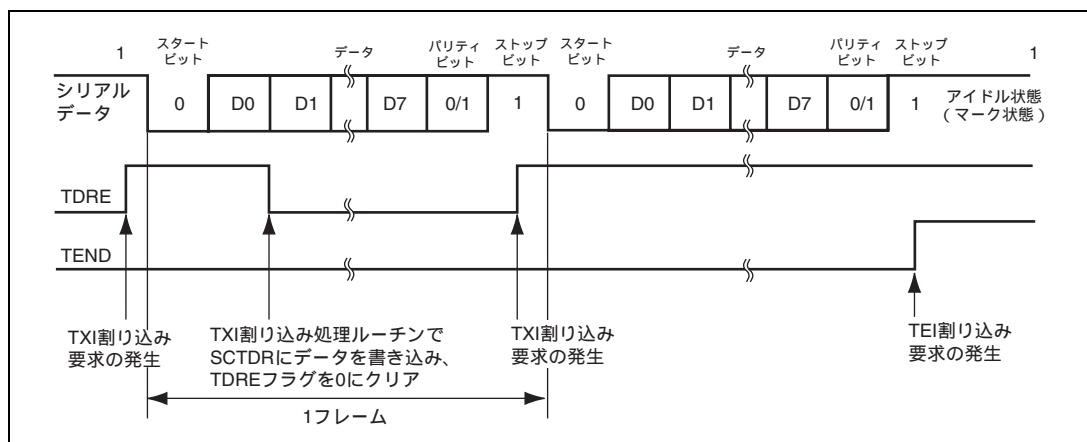 1 スタート
ビット データ パリティ
ビット ストップ
ビット スタート
ビット データ パリティ
ビット ストップ
ビット 1
シリアル
データ 0 D0 D1 D7 0/1 1 0 D0 D1 D7 0/1 1 アイドル状態
(マーク状態)
TDRE
TEND
TXI割り込み
要求の発生
TXI割り込み処理ルーチンで
SCTDRにデータを書き込み、
TDREフラグを0にクリア
TXI割り込み
要求の発生
TEI割り込み
要求の発生
1フレーム